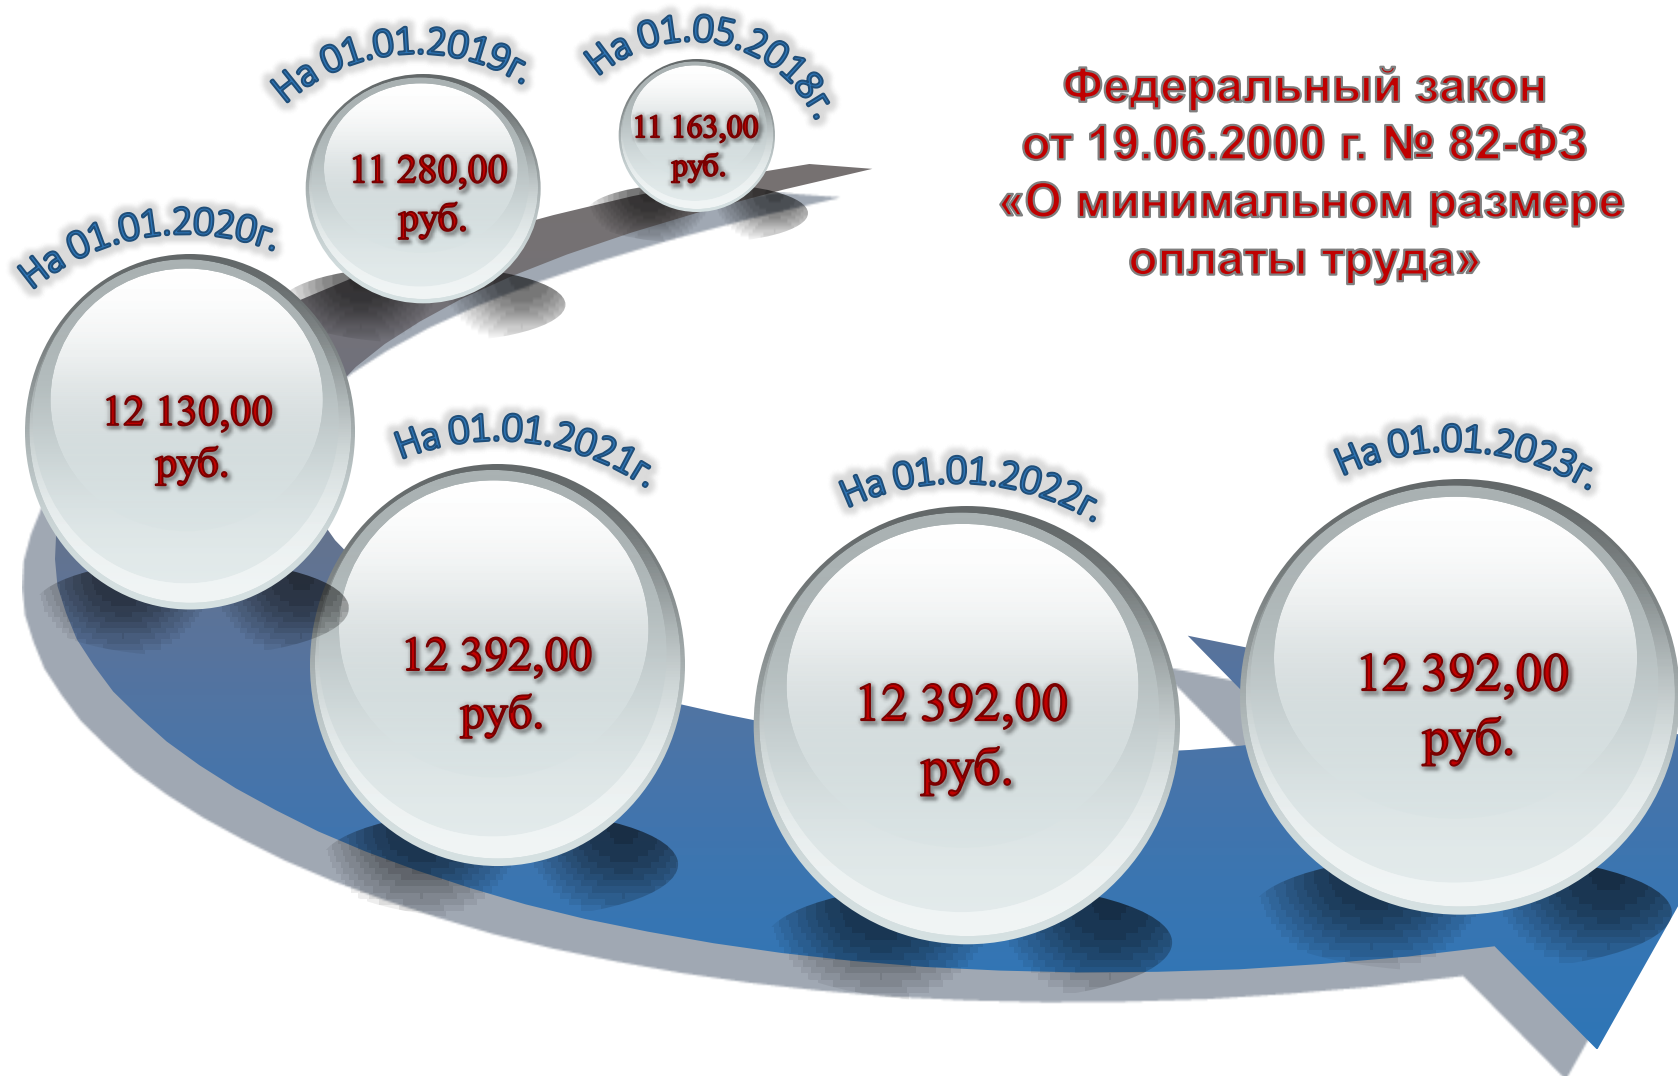 На 01.01.2019г.
На 01.05.2018г.
11 163,00
руб.
11 280,00
руб.
Федеральный закон
от 19.06.2000 г. № 82-ФЗ
«О минимальном размере
оплаты труда»
На 01.01.2020г.
12 130,00
руб.
На 01.01.2021г.
12 392,00
руб.
На 01.01.2022г.
12 392,00
руб.
На 01.01.2023г.
12 392,00
руб.